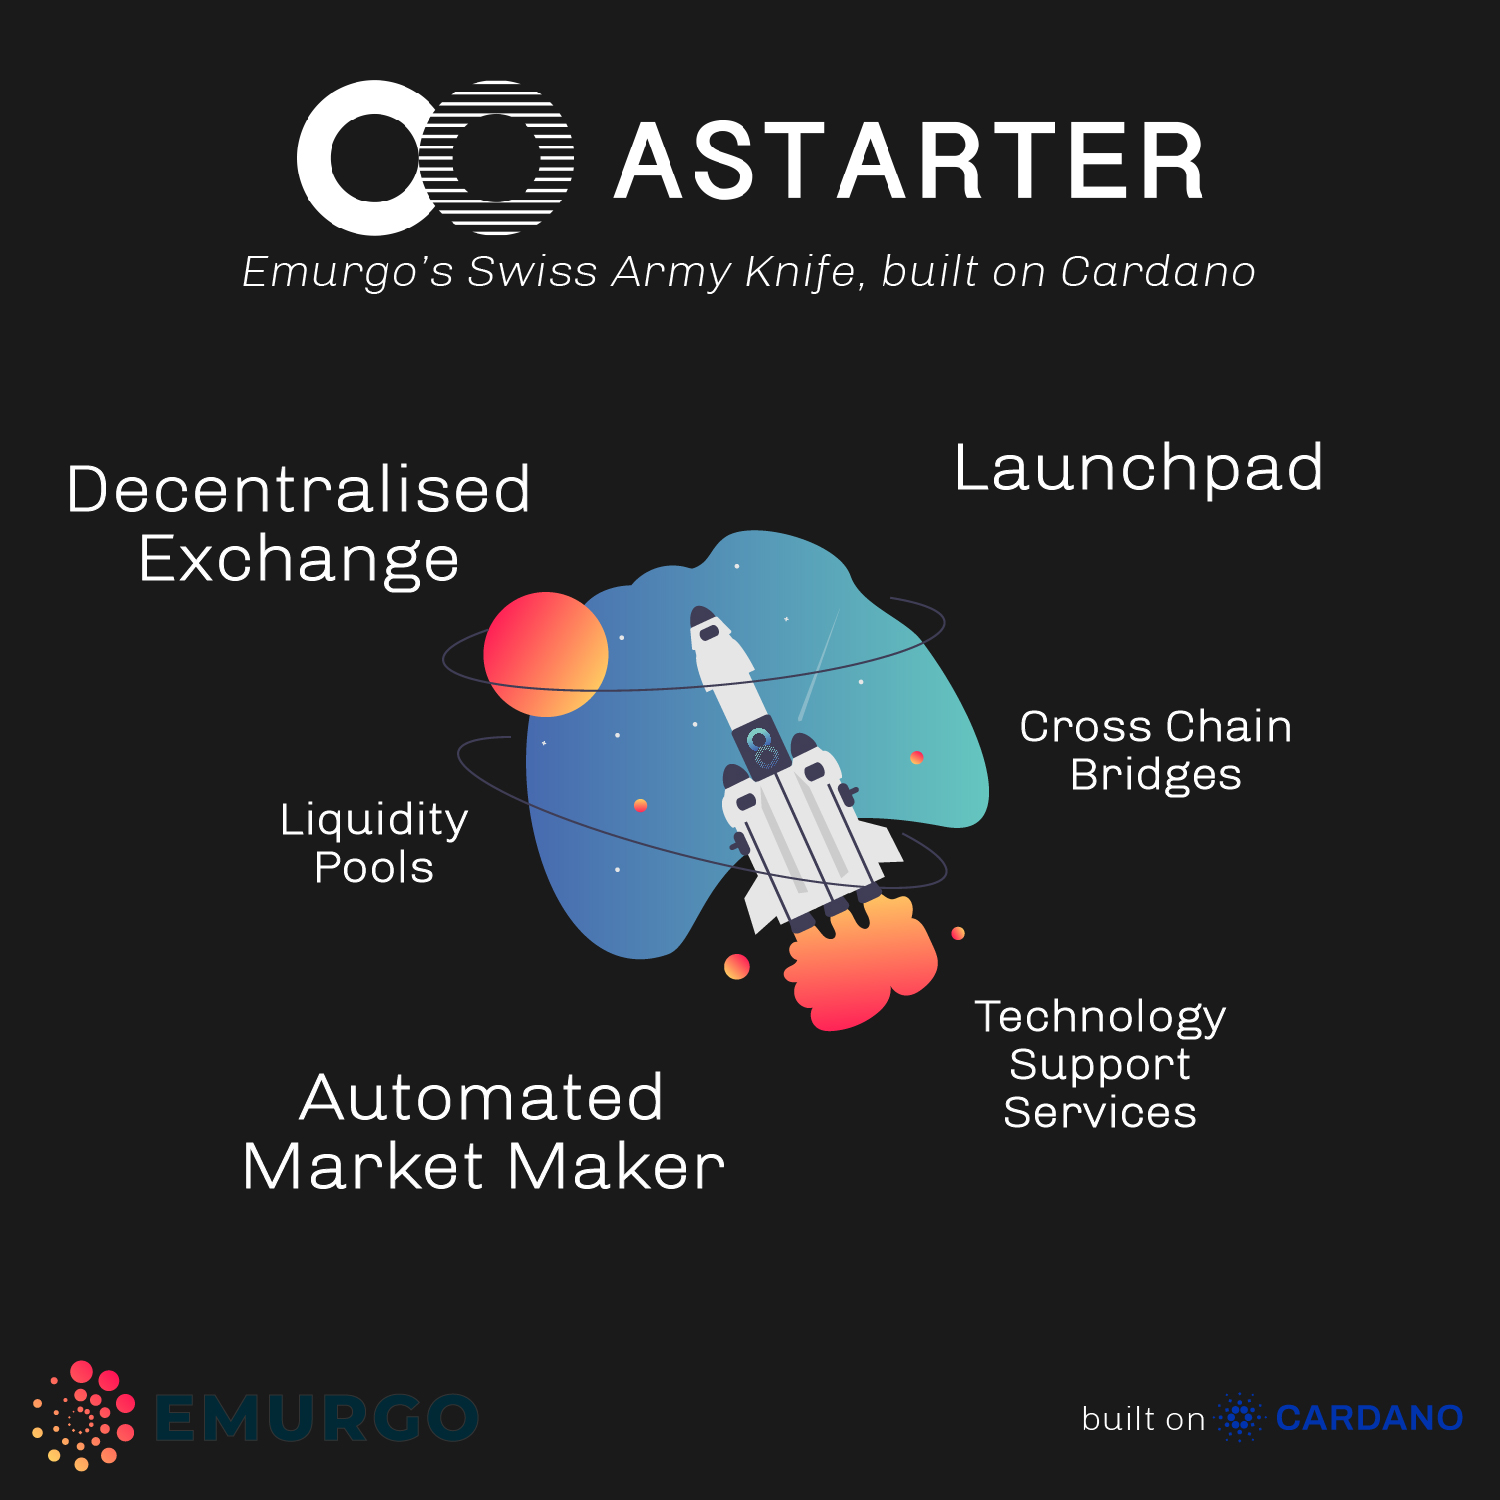 ASTARTER
Emurgo's Swiss Army Knife, built on Cardano
Decentralised
Exchange
Launchpad
Cross Chain
Bridges
Liquidity
Pools
Technology
Support
Services
Automated
Market Maker
EMURGO
built on CARDANO